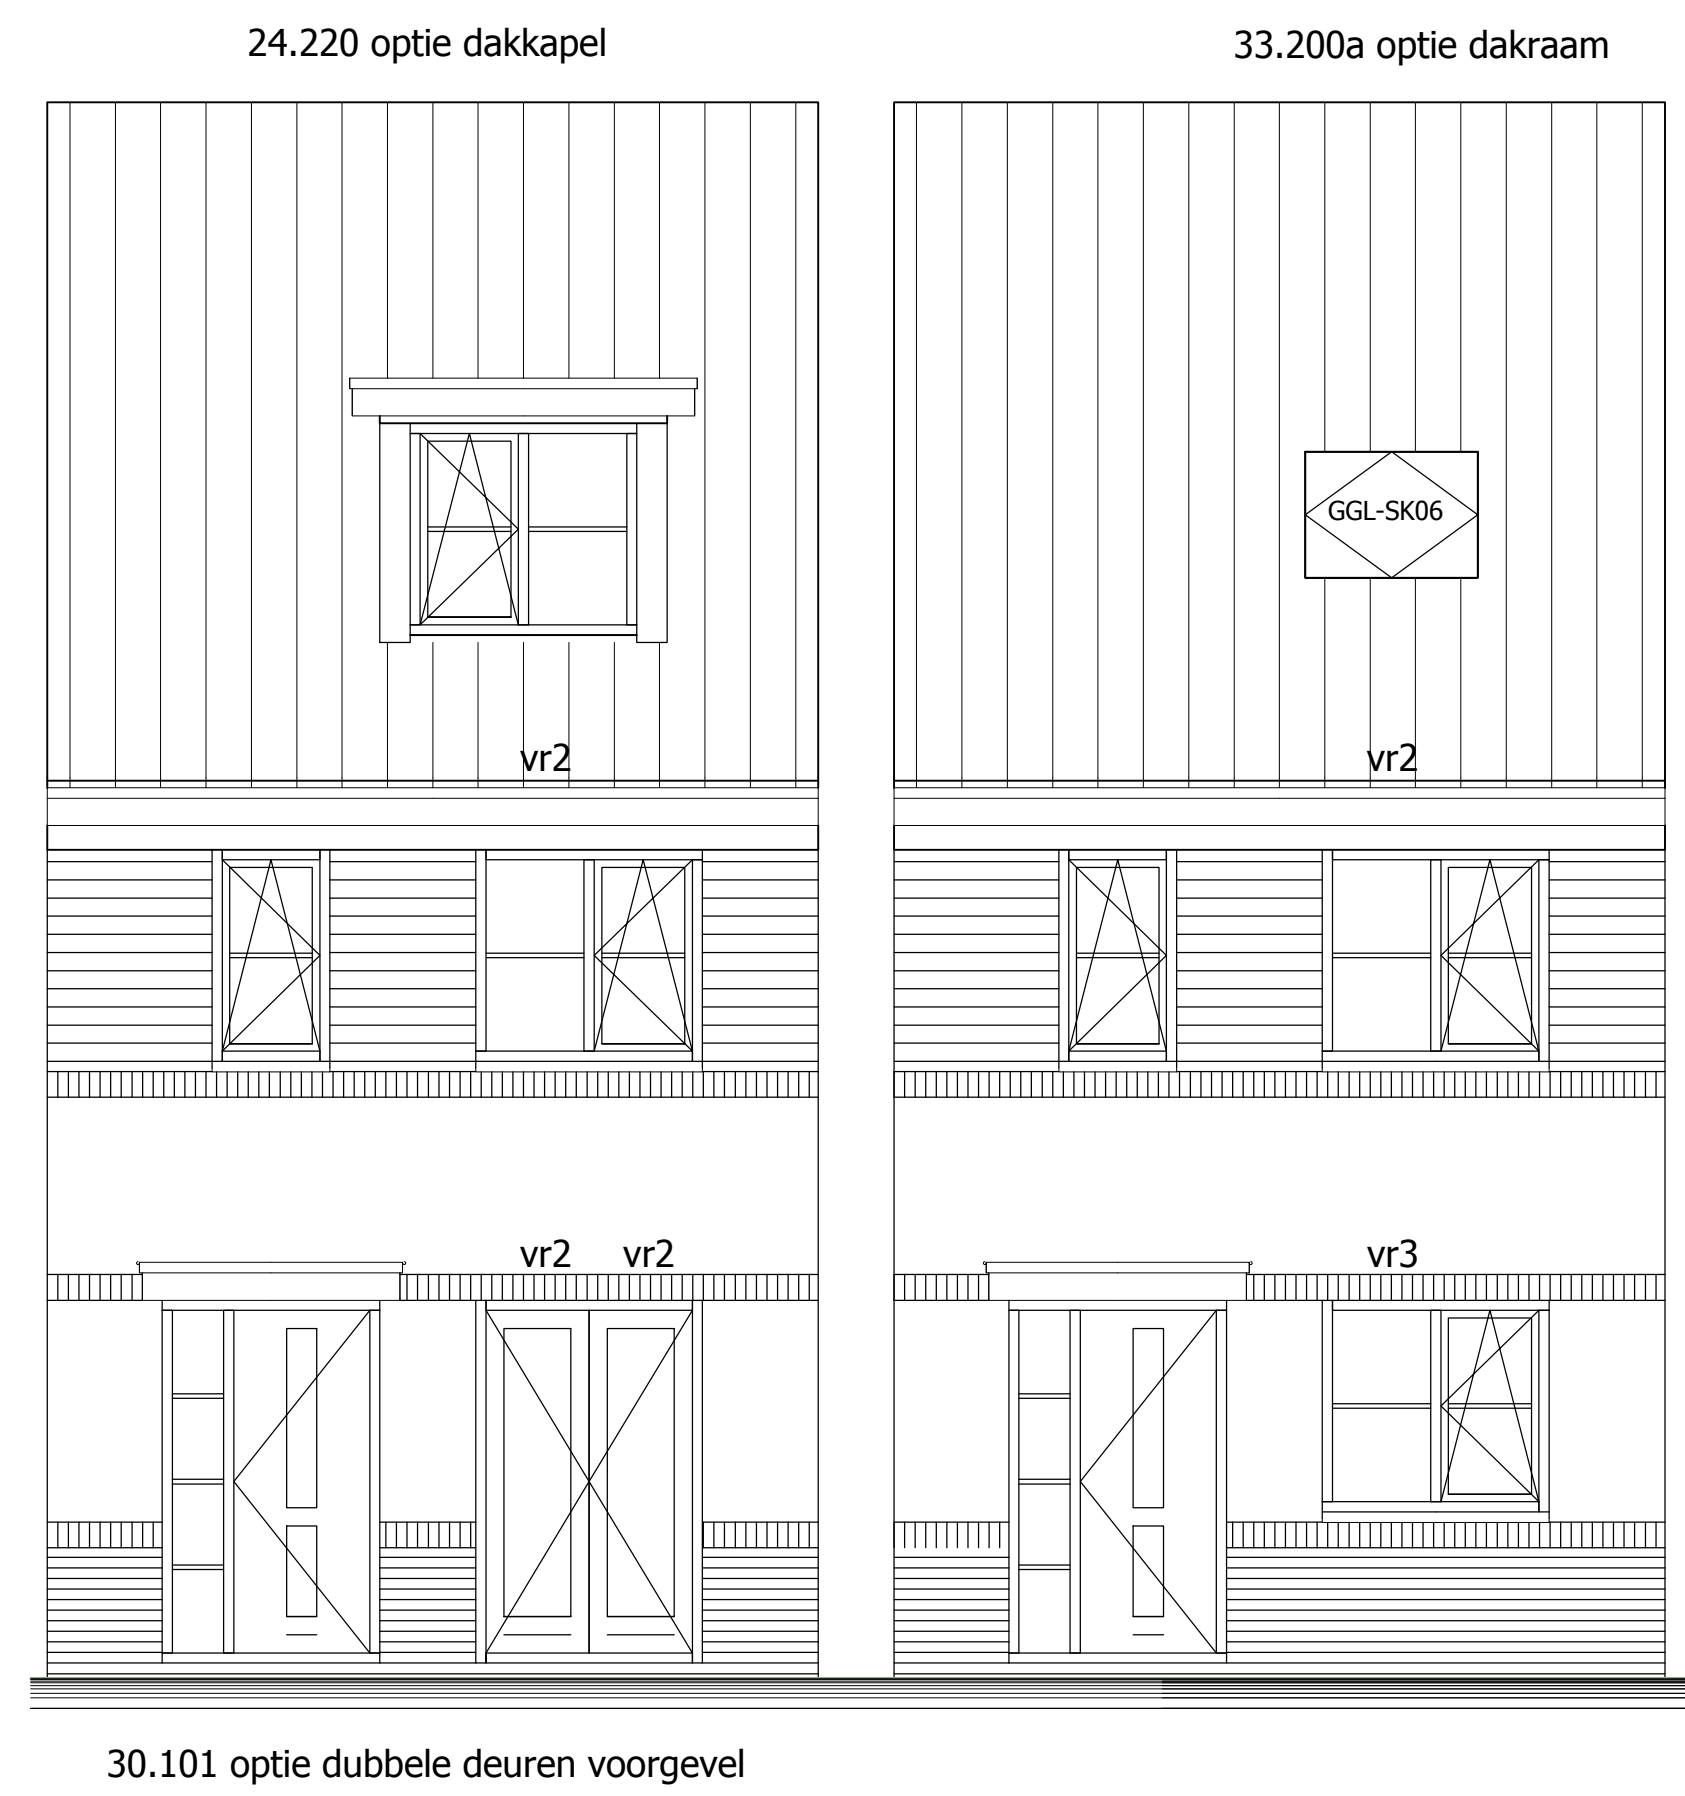 24.220 optie dakkapel
33.200a optie dakraam
GGL-SK06
vr2
vr2
vr2 vr2
vr3
30.101 optie dubbele deuren voorgevel